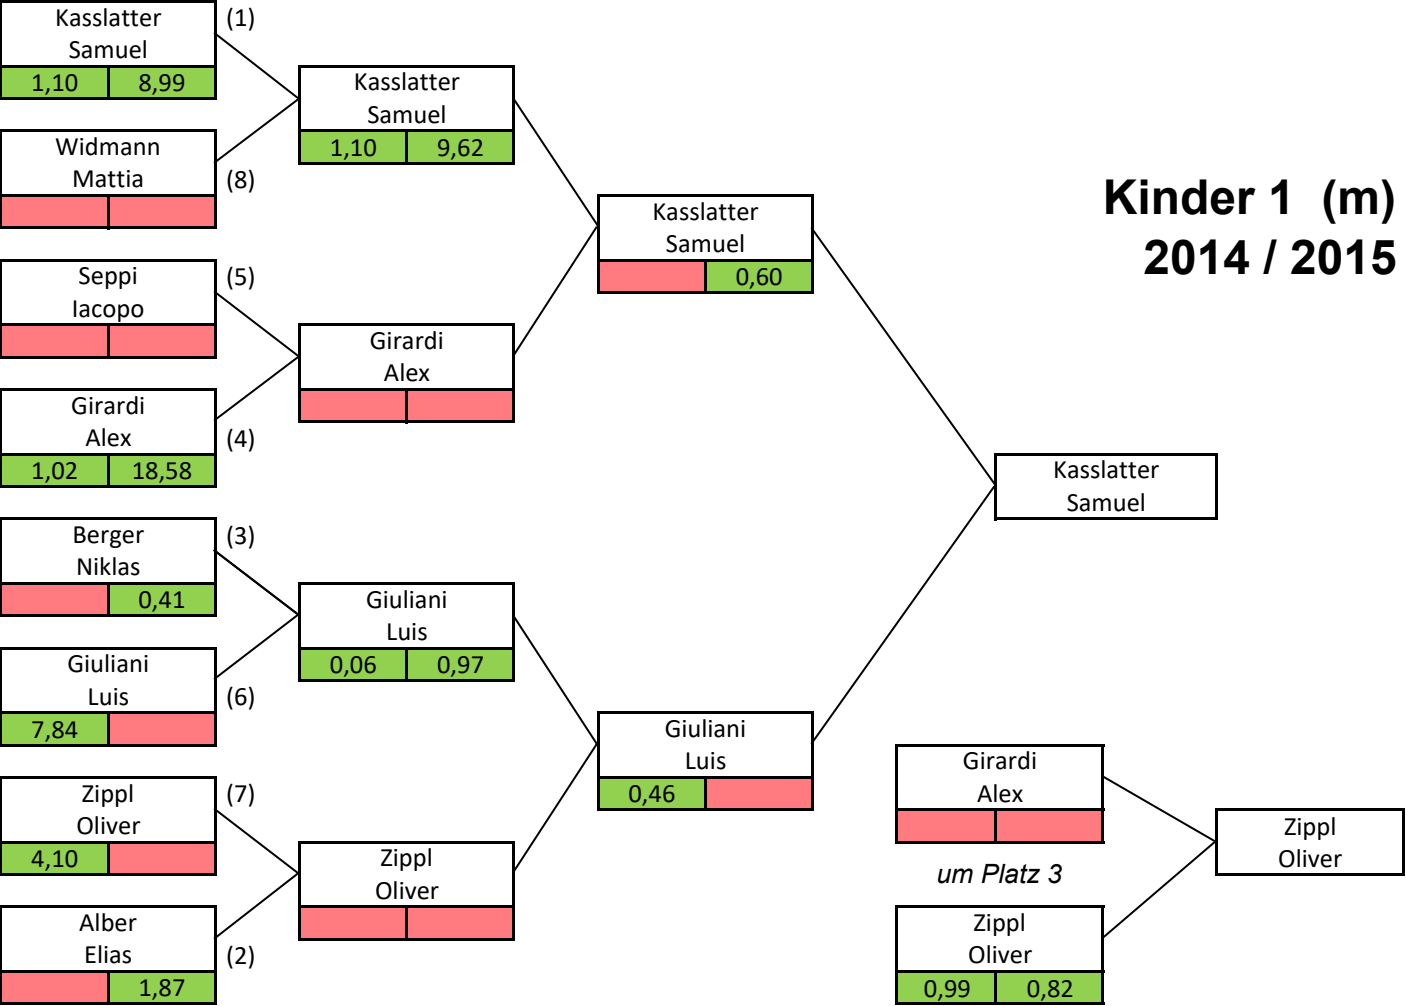 Kasslatter
Samuel
1,10 8,99
(1)
Widmann
Mattia
(8)
Seppi
Iacopo
(5)
Girardi
Alex
1,02 18,58
(4)
Berger
Niklas
0,41
(3)
Giuliani
Luis
7,84
(6)
Zippl
Oliver
4,10
(7)
Alber
Elias
1,87
(2)
Kasslatter
Samuel
1,10 9,62
Girardi
Alex
Giuliani
Luis
0,06 0,97
Zippl
Oliver
Kasslatter
Samuel
0,60
Giuliani
Luis
0,46
Kinder 1 (m)
2014 / 2015
Kasslatter
Samuel
Girardi
Alex
um Platz 3
Zippl
Oliver
0,99 0,82
Zippl
Oliver